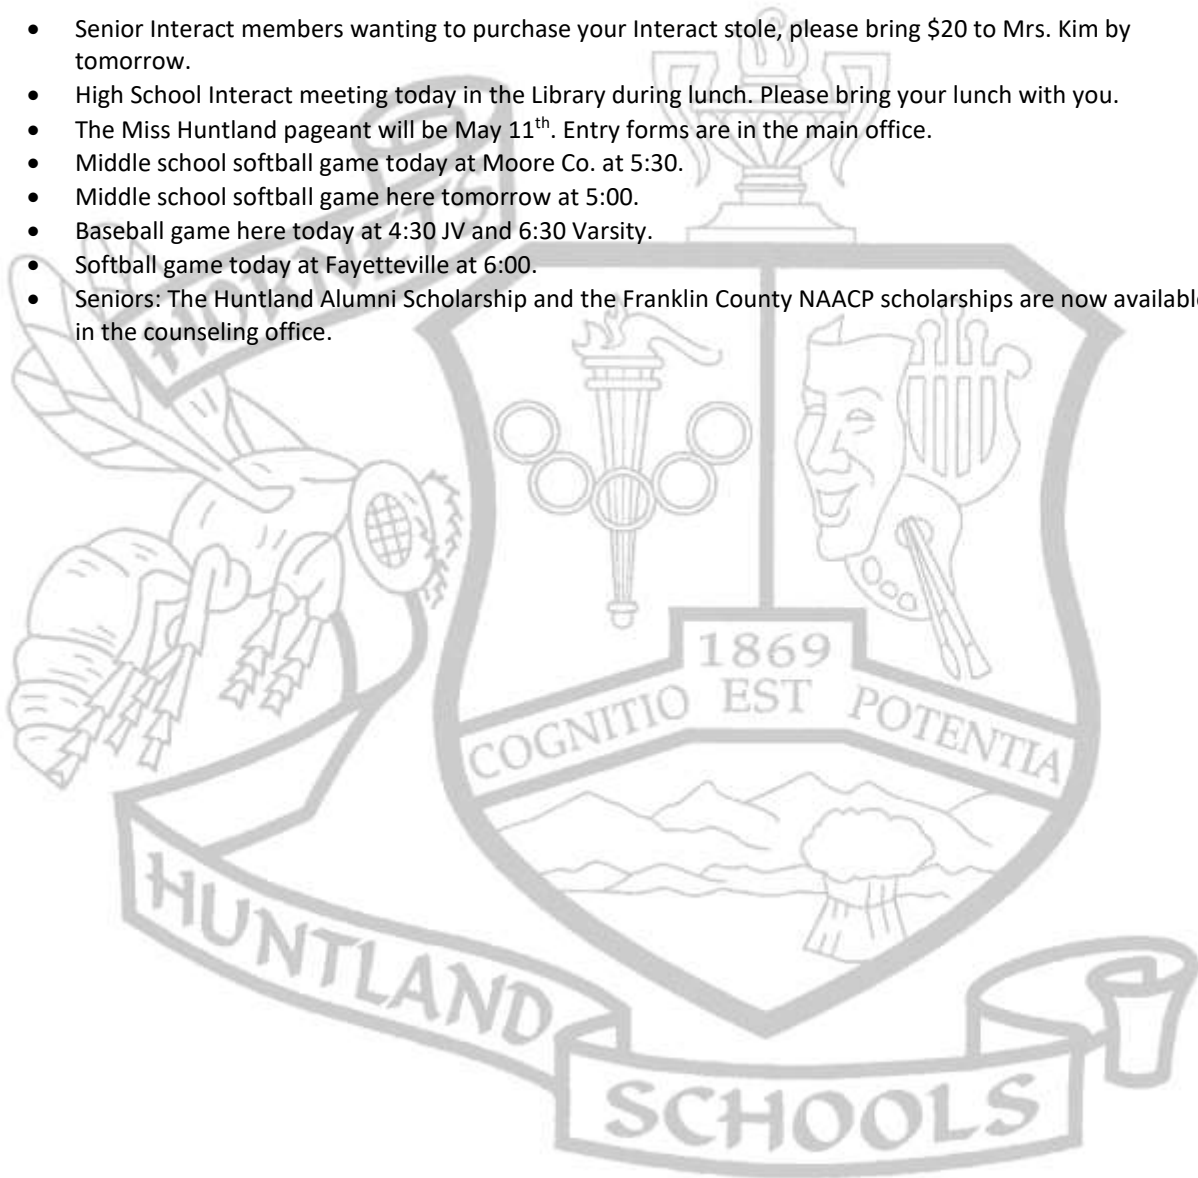 • Senior Interact members wanting to purchase your Interact stole, please bring $20 to Mrs. Kim by
tomorrow.
• High School Interact meeting today in the Library during lunch. Please bring your lunch with you.
• The Miss Huntland pageant will be May 11th. Entry forms are in the main office.
• Middle school softball game today at Moore Co. at 5:30.
• Middle school softball game here tomorrow at 5:00.
• Baseball game here today at 4:30 JV and 6:30 Varsity.
• Softball game today at Fayetteville at 6:00.
• Seniors: The Huntland Alumni Scholarship and the Franklin County NAACP scholarships are now available
in the counseling office.
HORNETS
1869
COGNITIO EST POTENTIA
HUNTLAND
SCHOOLS